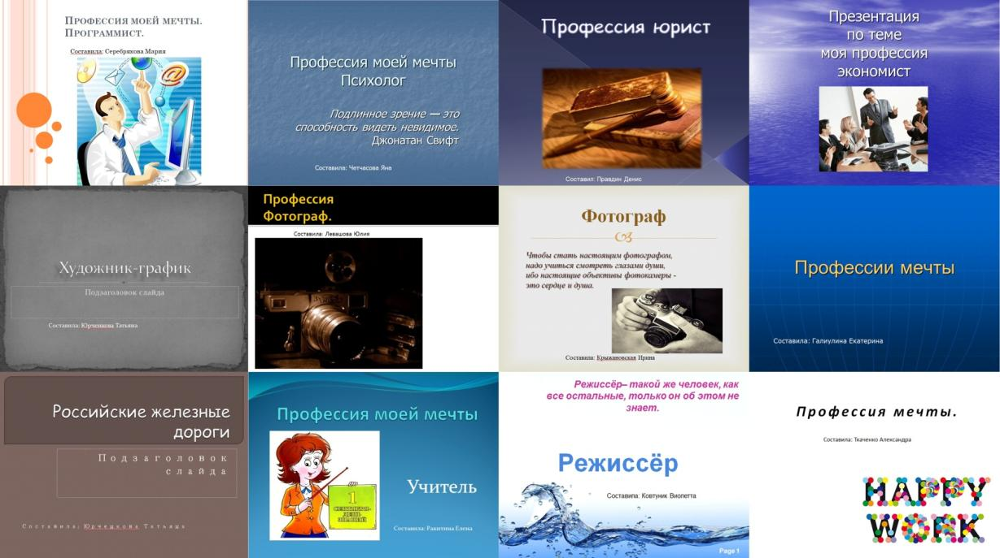 Профессия моей мечты.
Программист.
Составила: Серебрякова Мария
Профессия моей мечты
Психолог
Подлинное зрение — это
способность видеть невидимое.
Джонатан Свифт
Составила: Четчасова Яна
Профессия юрист
Составил: Правдин Денис
Презентация
по теме
моя профессия
экономист
Художник-график
Подзаголовок слайда
Составила: Юрченкова Татьяна
Профессия
Фотограф.
Составила: Левашова Юлия
Фотограф
Чтобы стать настоящим фотографом,
надо учиться смотреть глазами души,
ибо настоящие объективы фотокамеры -
это сердце и душа.
Составила: Крыжановская Ирина
Профессии мечты
Составила: Галиулина Екатерина
Российские железные
дороги
Подзаголовок
слайда
Составила: Юрченкова Татьяна
Профессия моей мечты
1
СЕНТЯБРЯ-
ДЕНЬ
ЗНАНИЙ
Учитель
Составила: Ракитина Елена
Режиссёр– такой же человек, как
все остальные, только он об этом не
знает.
Режиссёр
Составила: Ковтуник Виолетта
Page 1
Профессия мечты.
Составила: Ткаченко Александра
HAPPY
WORK